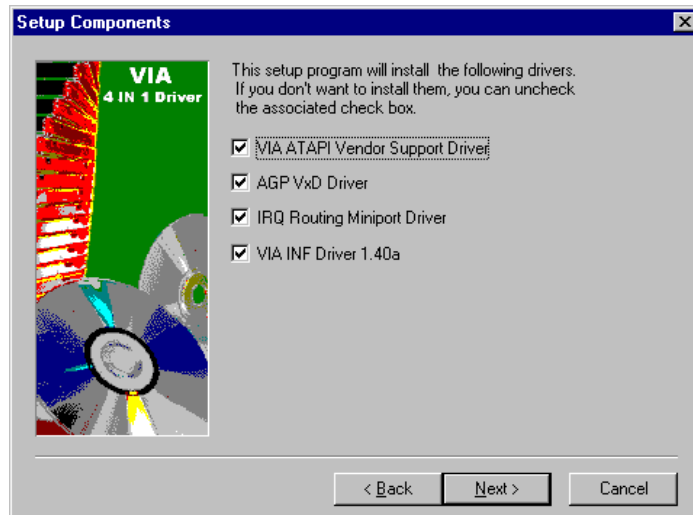 Setup Components
VIA
4 IN 1 Driver
This setup program will install  the following drivers.
If you don't want to install them, you can uncheck
the associated check box.
VIA ATAPI Vendor Support Driver
AGP VxD Driver
IRQ Routing Miniport Driver
VIA INF Driver 1.40a
< Back
Next >
Cancel